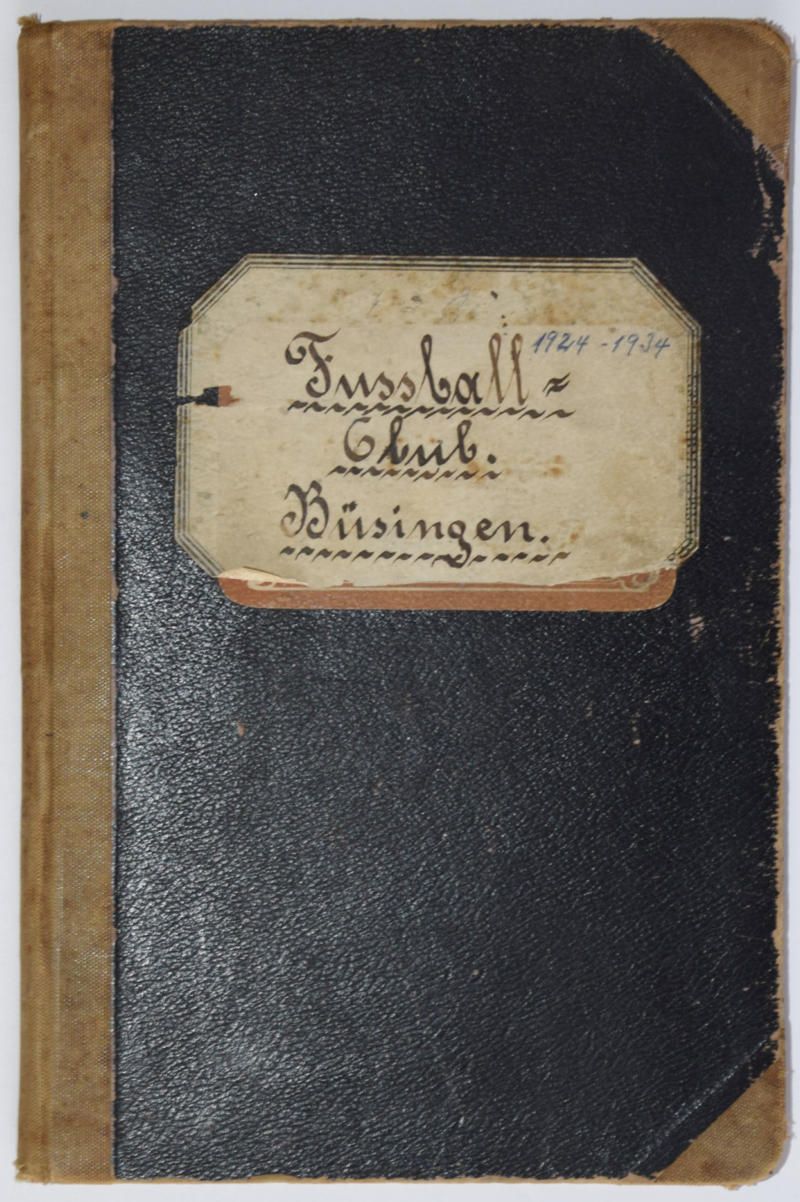 1924-1934
Fussball=
Club.
Büsingen.